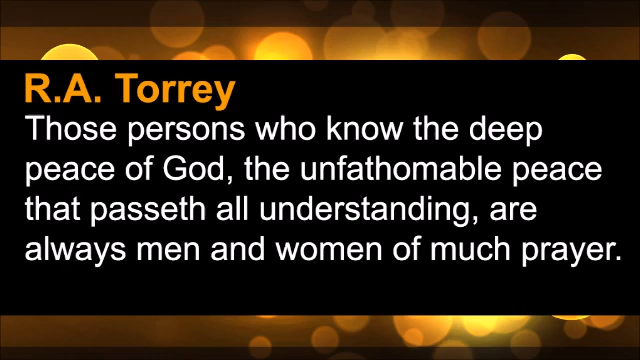 R.A. Torrey
Those persons who know the deep
peace of God, the unfathomable peace
that passeth all understanding, are
always men and women of much prayer.